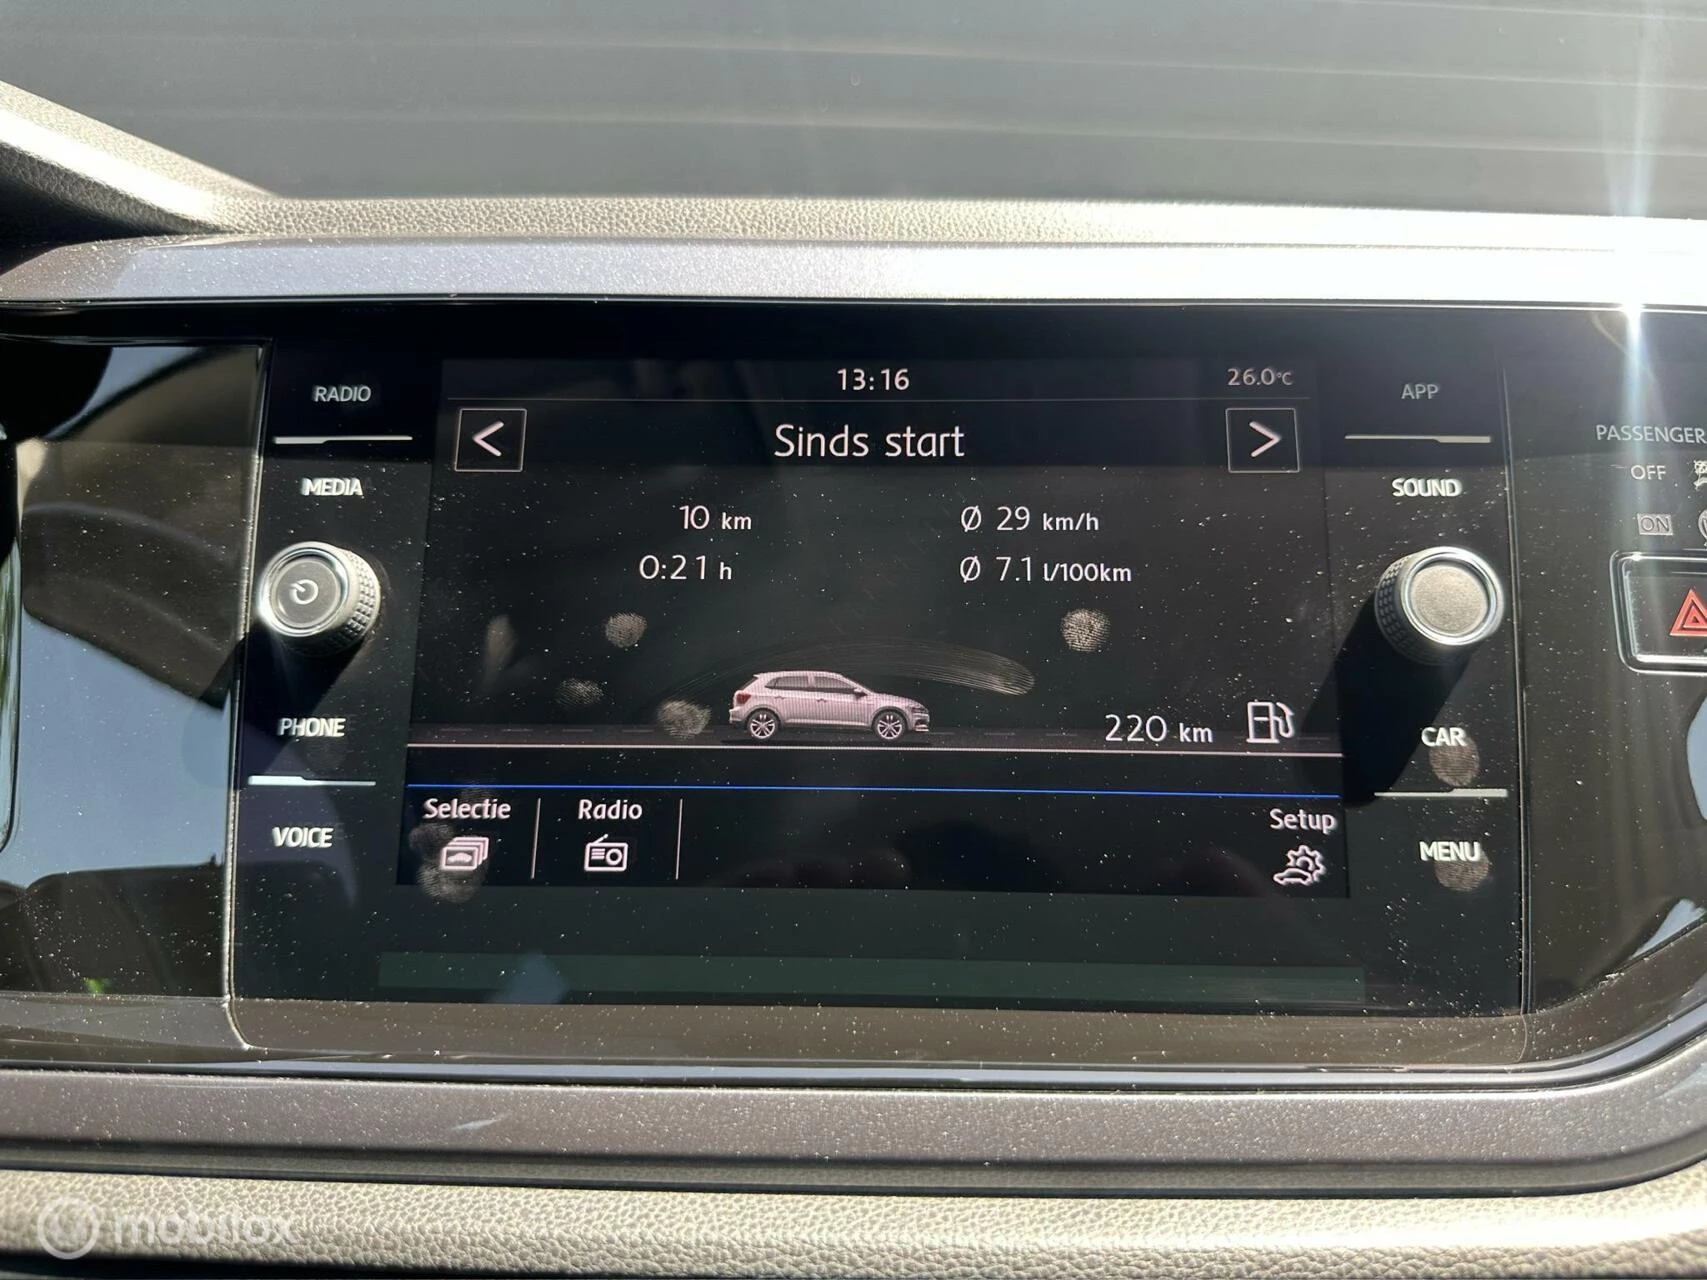 RADIO
13:16
26.0°C
APP
Sinds start
PASSENGER
OFF
MEDIA
SOUND
10 km
Ø 29 km/h
ON
0:21 h
Ø 7.1 l/100km
PHONE
220 km
CAR
Selectie
Radio
Setup
VOICE
MENU
mobilox